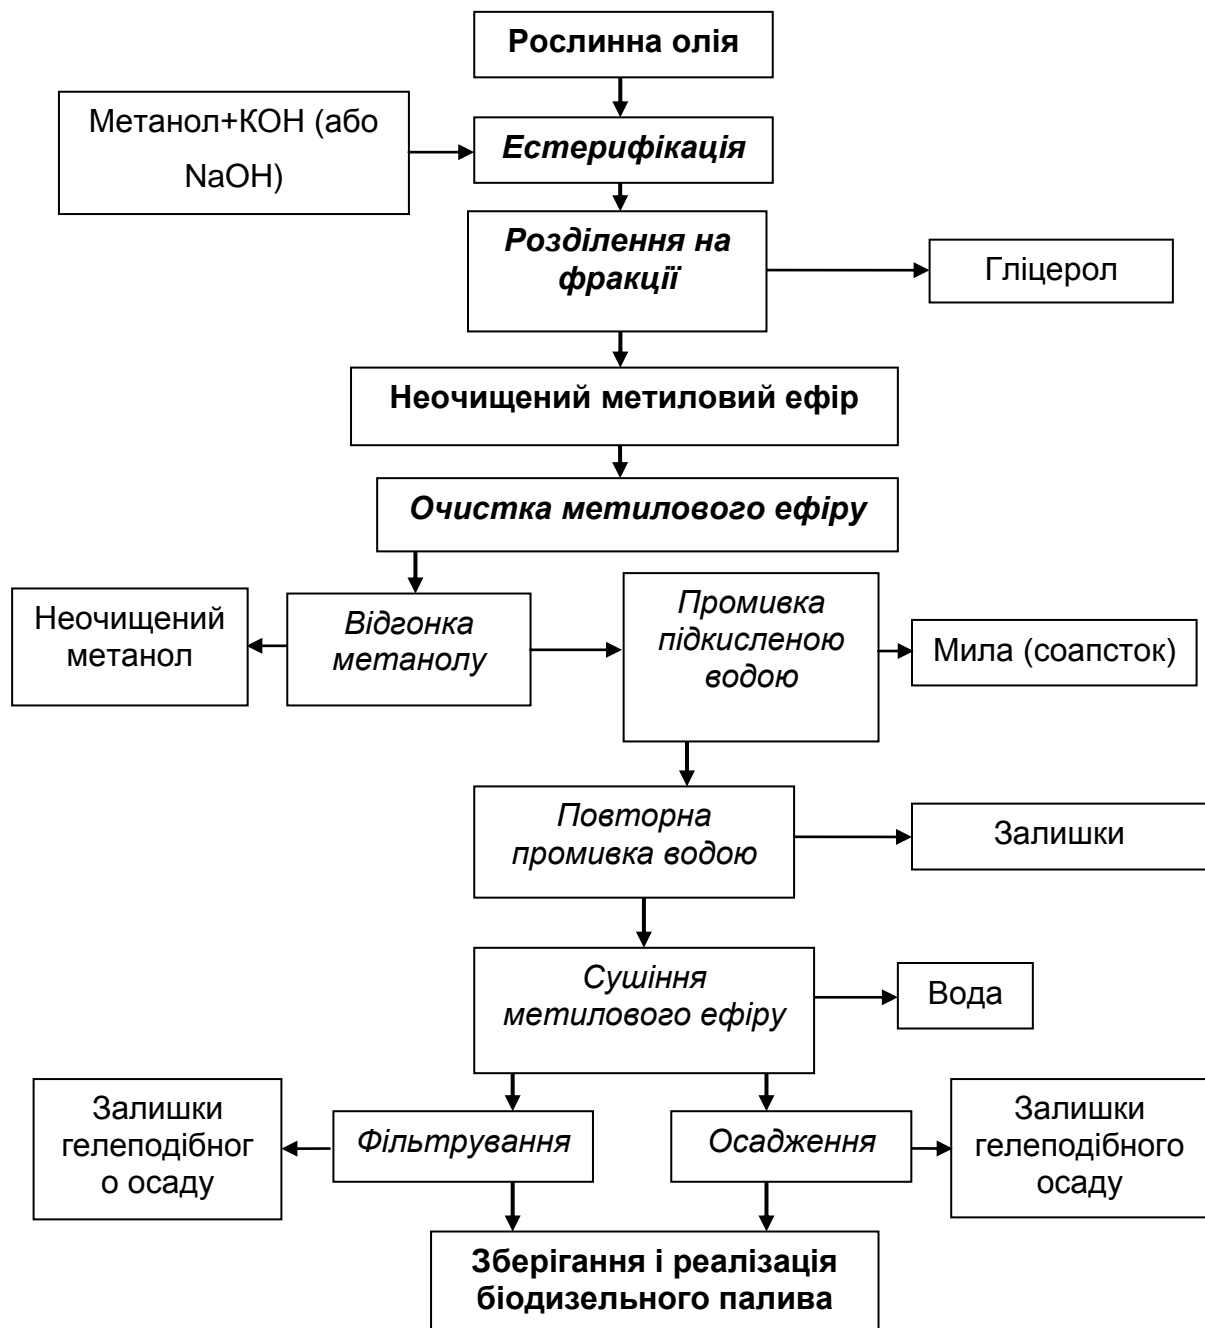 Рослинна олія
Метанол+КОН (або
NaOH)
Естерифікація
Розділення на
фракції
Гліцерол
Неочищений метиловий ефір
Очистка метилового ефіру
Неочищений
метанол
Відгонка
метанолу
Промивка
підкисленою
водою
Мила (соапсток)
Повторна
промивка водою
Залишки
Сушіння
метилового ефіру
Вода
Залишки
гелеподібног
о осаду
Фільтрування
Осадження
Залишки
гелеподібного
осаду
Зберігання і реалізація
біодизельного палива